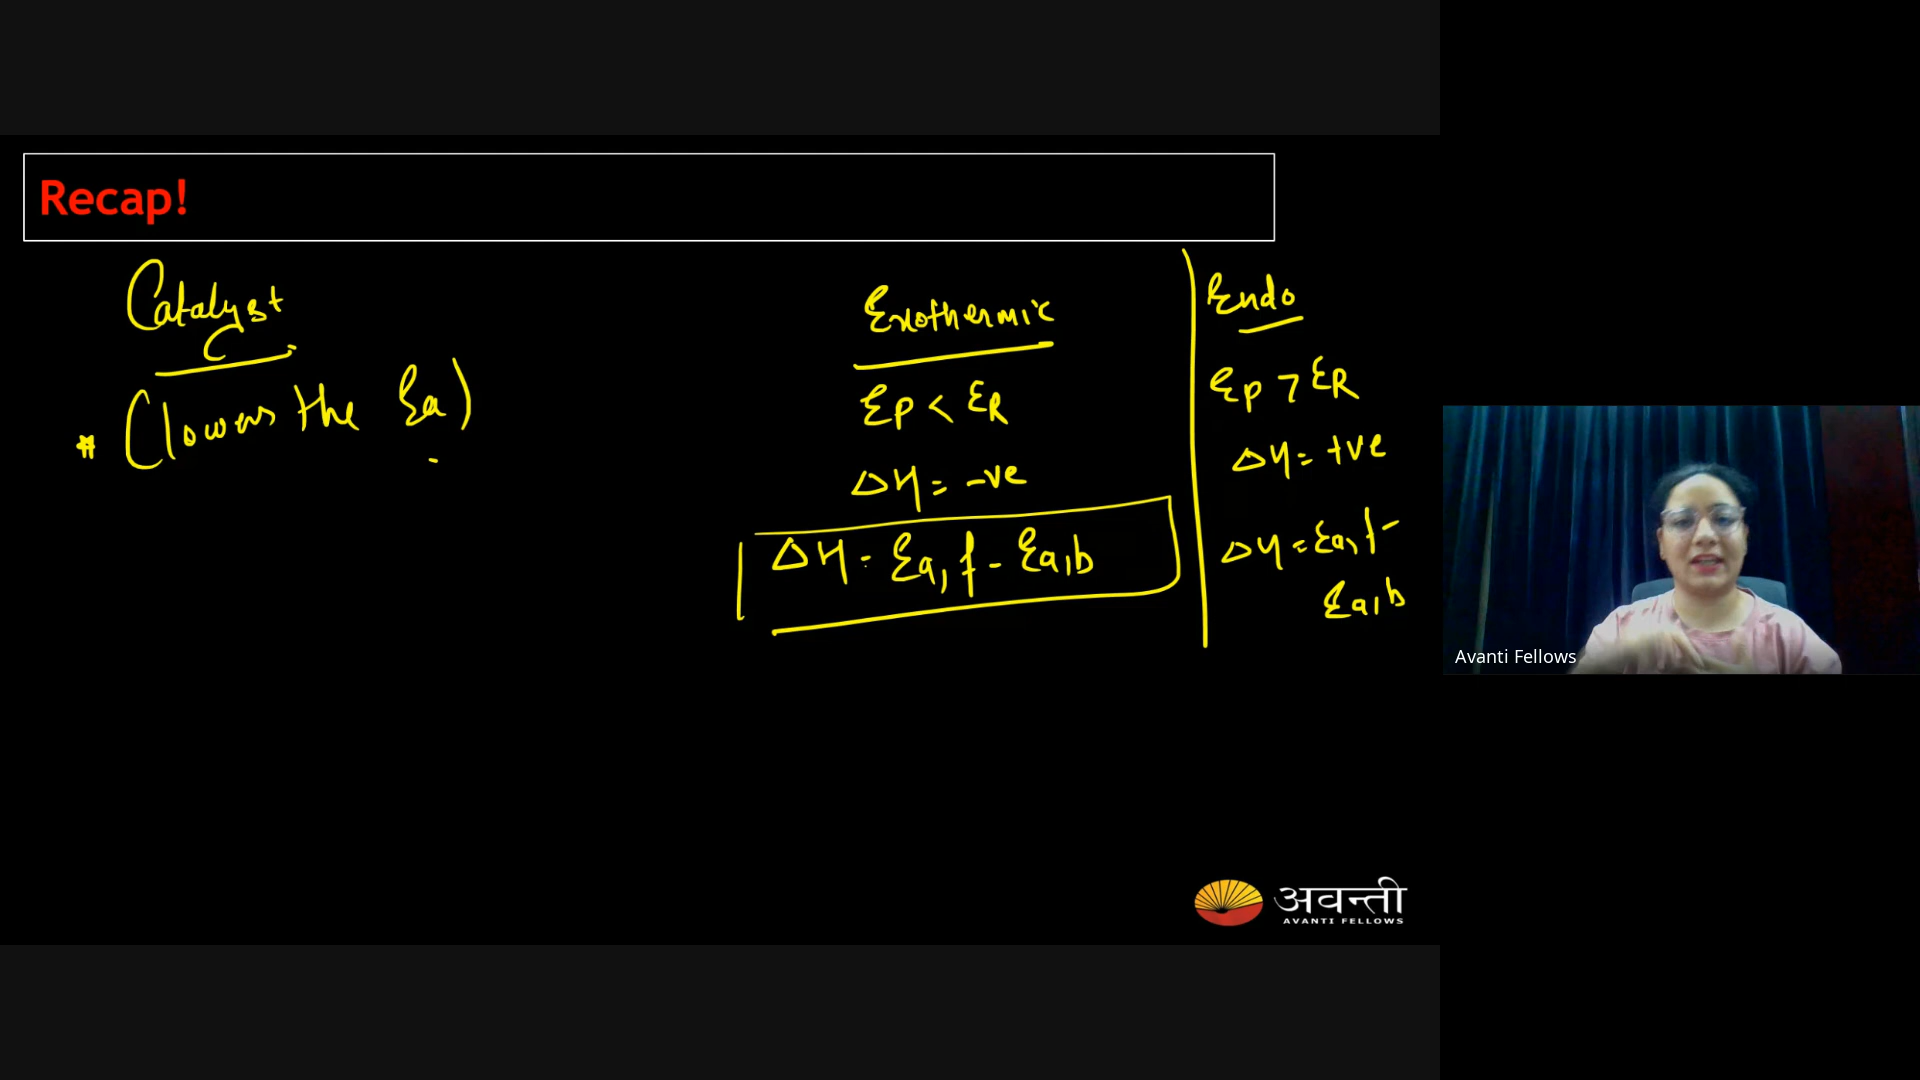 Recap!
Catalyst
* (lowers the Ea)
Exothermic
Ep < ER
ΔH = -ve
ΔH = Ea, f - Ea,b
Endo
Ep > ER
ΔH = +ve
ΔH = Ea, f -
Ea,b
Avanti Fellows
अवन्ती
AVANTI FELLOWS